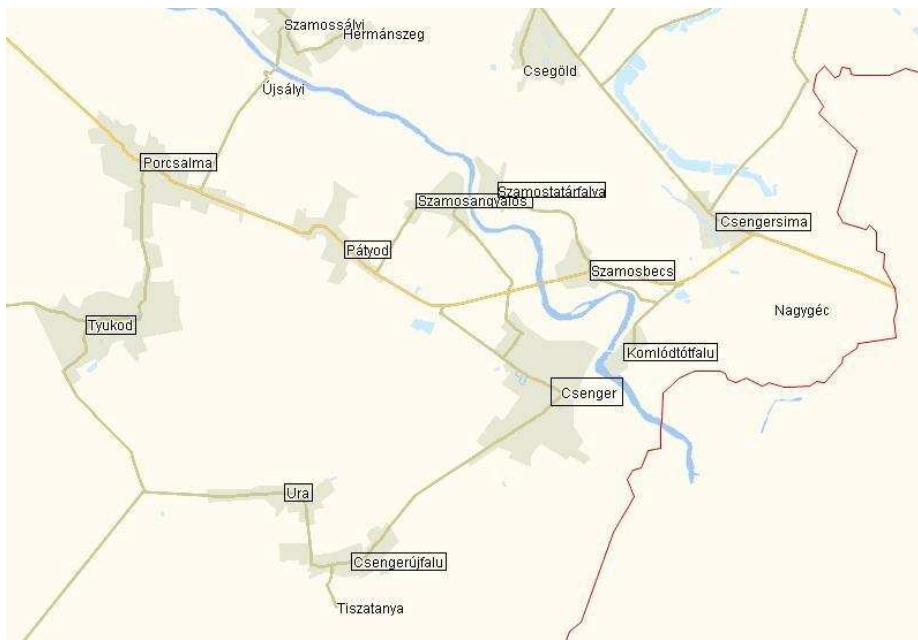 Szamossályi
Hermánszeg
Csegöld
Újsályi
Porcsalma
Szamostatárfalva
Szamosangyalos
Csengersima
Pátyod
Szamosbecs
Nagygéc
Tyukod
Komlódtótfalu
Csenger
Ura
Csengerújfalu
Tiszatanya